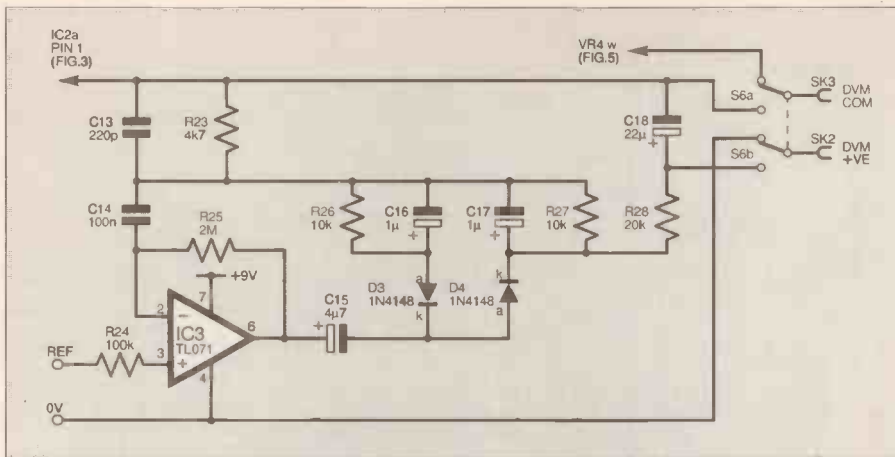 IC2a
PIN 1
(FIG.3)
VR4 w
(FIG.5)
SK3
DVM
COM
S6a
C13
220p
R23
4k7
C18
22µ
+
S6b
SK2
DVM
+VE
C14
100n
R26
10k
C16
1µ
+
C17
1µ
+
R27
10k
R28
20k
R25
2M
+9V
7
a
D3
1N4148
k
k
D4
1N4148
a
2
−
IC3
TL071
6
C15
4µ7
+
R24
100k
REF
3
+
4
0V